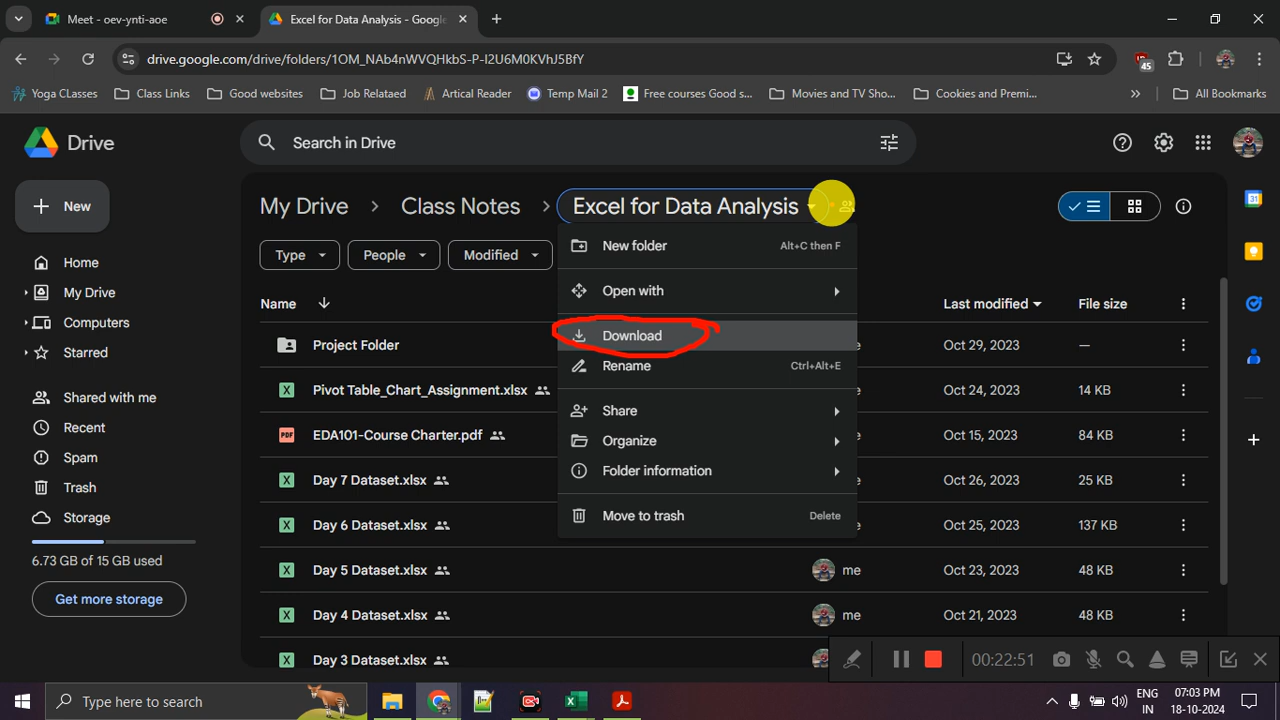 Meet - oev-ynti-aoe
Excel for Data Analysis - Google
drive.google.com/drive/folders/1OM_NAb4nWVQHkbS-P-I2U6M0KVhJ5BfY
45
Yoga CLasses
Class Links
Good websites
Job Relataed
Artical Reader
Temp Mail 2
Free courses Good s...
Movies and TV Sho...
Cookies and Premi...
»
All Bookmarks
Drive
Search in Drive
New
My Drive > Class Notes > Excel for Data Analysis
Type
People
Modified
New folder Alt+C then F
Open with
Download
Rename Ctrl+Alt+E
Share
Organize
Folder information
Move to trash Delete
Home
My Drive
Computers
Starred
Shared with me
Recent
Spam
Trash
Storage
6.73 GB of 15 GB used
Get more storage
Name Last modified File size
Project Folder Oct 29, 2023 —
Pivot Table_Chart_Assignment.xlsx Oct 24, 2023 14 KB
EDA101-Course Charter.pdf Oct 15, 2023 84 KB
Day 7 Dataset.xlsx Oct 26, 2023 25 KB
Day 6 Dataset.xlsx Oct 25, 2023 137 KB
Day 5 Dataset.xlsx me Oct 23, 2023 48 KB
Day 4 Dataset.xlsx me Oct 21, 2023 48 KB
Day 3 Dataset.xlsx
00:22:51
Type here to search
ENG
IN
07:03 PM
18-10-2024